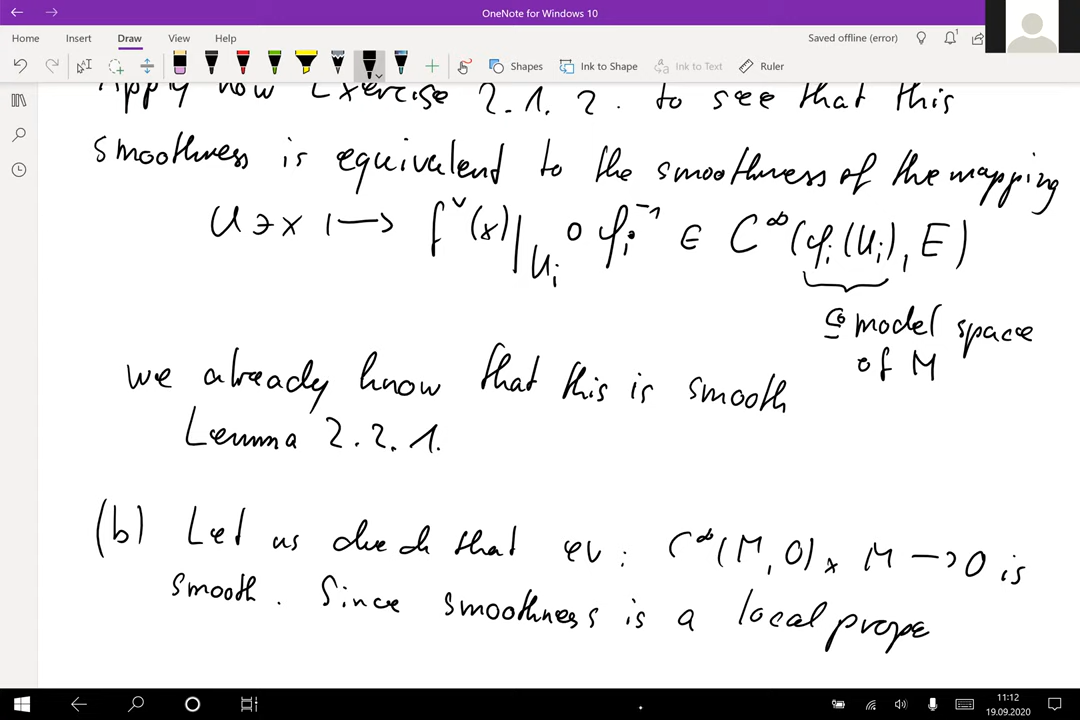 OneNote for Windows 10
Home Insert Draw View Help Saved offline (error)
Shapes Ink to Shape Ink to Text Ruler
Apply now Exercise 2.1.2. to see that this
smoothness is equivalent to the smoothness of the mapping
U ∋ x ↦ f^∨(x)|_{U_i} ∘ φ_i^{-1} ∈ C^∞(φ_i(U_i), E)
⊆ model space
of M
we already know that this is smooth
Lemma 2.2.1.
(b) Let us check that ev: C^∞(M, O) × M → O is
smooth. Since smoothness is a local prope
11:12
19.09.2020